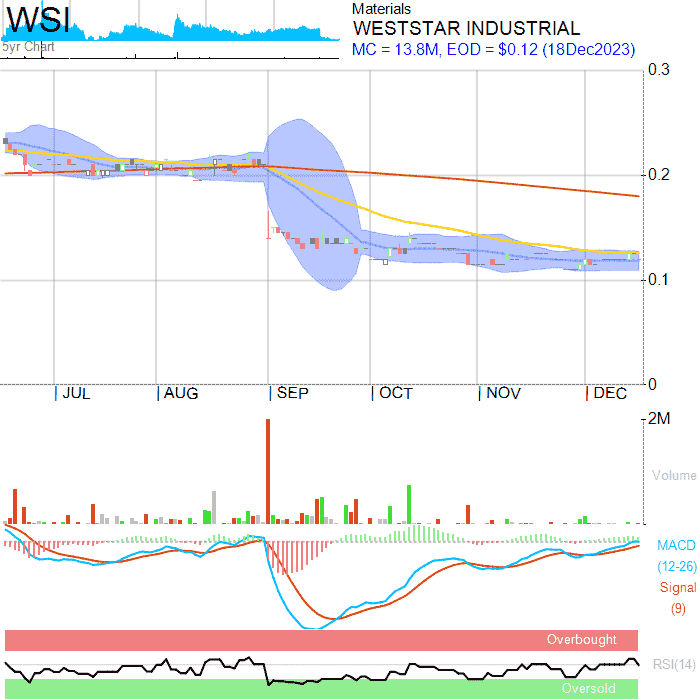 WSI
5yr Chart
Materials
WESTSTAR INDUSTRIAL
MC = 13.8M, EOD = $0.12 (18Dec2023)
0.3
0.2
0.1
0
JUL
AUG
SEP
OCT
NOV
DEC
2M
Volume
MACD
(12-26)
Signal
(9)
Overbought
RSI(14)
Oversold